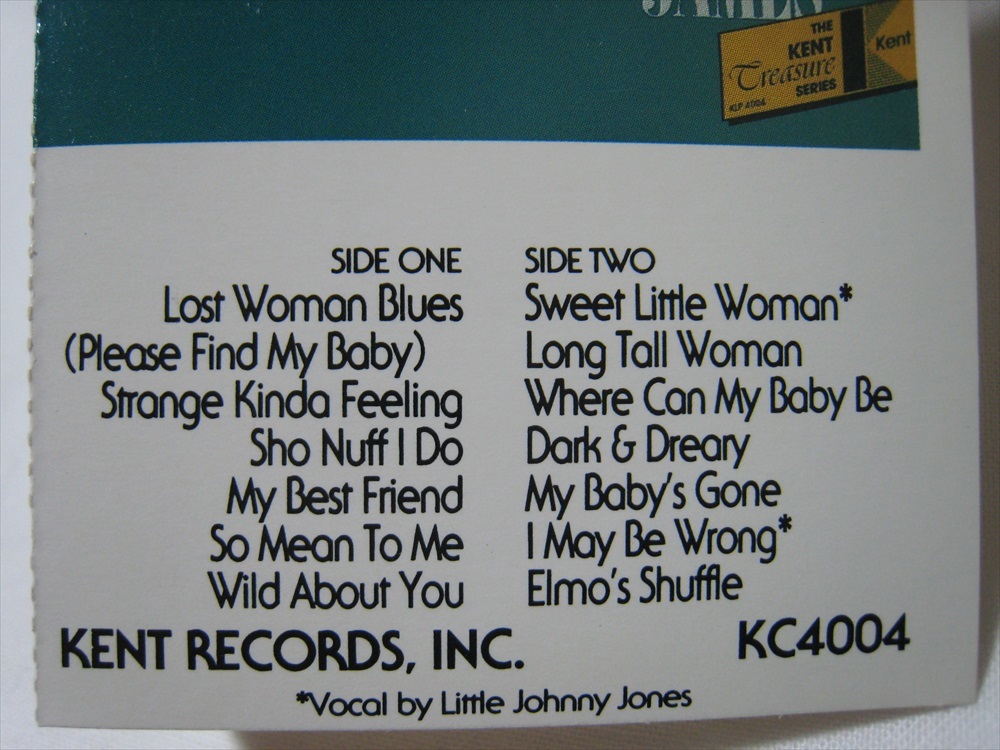 JAMES
THE
KENT
Treasure
SERIES
KLP 4004
Kent
SIDE ONE
Lost Woman Blues
(Please Find My Baby)
Strange Kinda Feeling
Sho Nuff I Do
My Best Friend
So Mean To Me
Wild About You
SIDE TWO
Sweet Little Woman*
Long Tall Woman
Where Can My Baby Be
Dark & Dreary
My Baby's Gone
I May Be Wrong*
Elmo's Shuffle
KENT RECORDS, INC.
KC4004
*Vocal by Little Johnny Jones